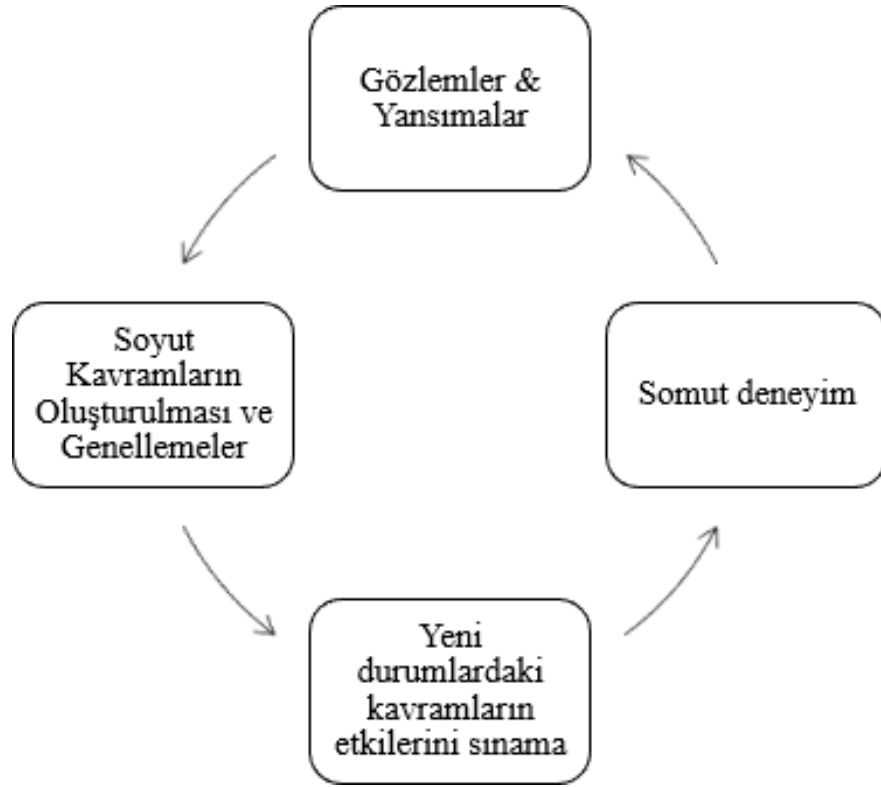 Gözlemler &
Yansımalar
Soyut
Kavramların
Oluşturulması ve
Genellemeler
Somut deneyim
Yeni
durumlardaki
kavramların
etkilerini sınama